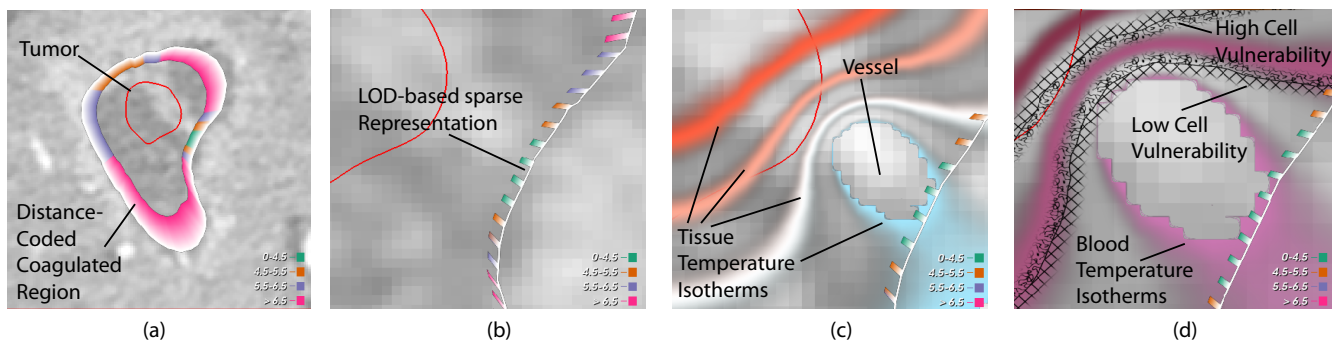 Tumor
Distance-
Coded
Coagulated
Region
0-4.5
4.5-5.5
5.5-6.5
> 6.5
(a)
LOD-based sparse
Representation
0-4.5
4.5-5.5
5.5-6.5
> 6.5
(b)
Vessel
Tissue
Temperature
Isotherms
0-4.5
4.5-5.5
5.5-6.5
> 6.5
(c)
High Cell
Vulnerability
Low Cell
Vulnerability
Blood
Temperature
Isotherms
0-4.5
4.5-5.5
5.5-6.5
> 6.5
(d)